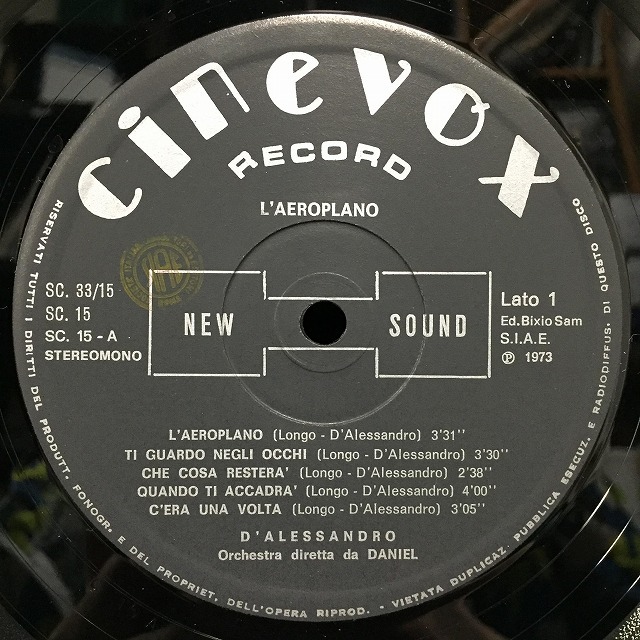 cinevox
RECORD
L'AEROPLANO
SC. 33/15
SC. 15
SC. 15 - A
STEREOMONO
NEW SOUND
Lato 1
Ed. Bixio Sam
S.I.A.E.
Ⓟ 1973
L'AEROPLANO (Longo - D'Alessandro) 3'31''
TI GUARDO NEGLI OCCHI (Longo - D'Alessandro) 3'30''
CHE COSA RESTERA' (Longo - D'Alessandro) 2'38''
QUANDO TI ACCADRA' (Longo - D'Alessandro) 4'00''
C'ERA UNA VOLTA (Longo - D'Alessandro) 3'05''
D'ALESSANDRO
Orchestra diretta da DANIEL
RISERVATI TUTTI I DIRITTI DEL PRODUTT. FONOGR. E DEL PROPRIET. DELL'OPERA RIPROD. - VIETATA DUPLICAZ. PUBBLICA ESECUZ. E RADIODIFFUS. DI QUESTO DISCO